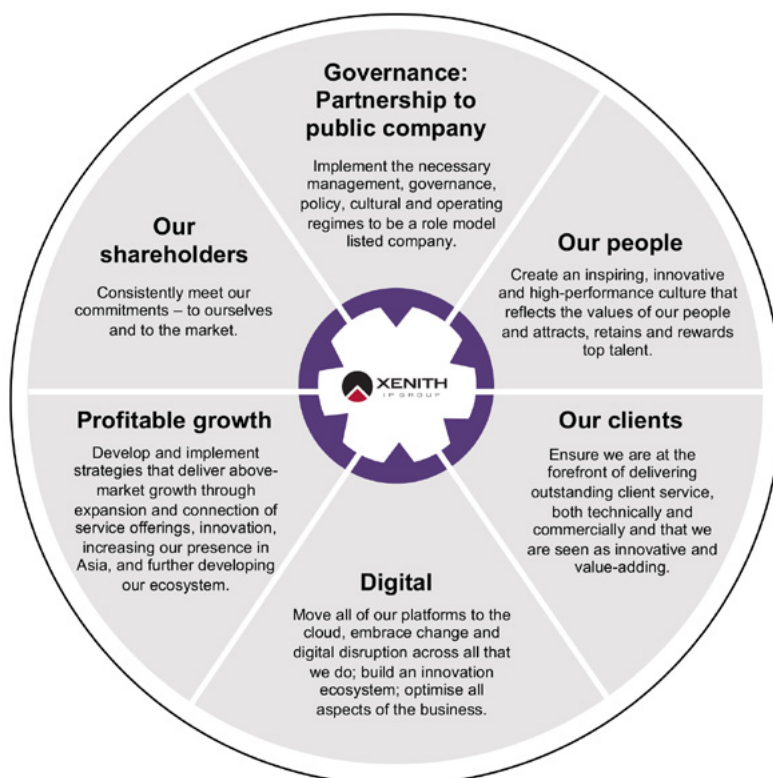 Governance:
Partnership to
public company
Implement the necessary
management, governance,
policy, cultural and operating
regimes to be a role model
listed company.
Our people
Create an inspiring, innovative
and high-performance culture that
reflects the values of our people
and attracts, retains and rewards
top talent.
Our clients
Ensure we are at the
forefront of delivering
outstanding client service,
both technically and
commercially and that we
are seen as innovative and
value-adding.
Digital
Move all of our platforms to the
cloud, embrace change and
digital disruption across all that
we do; build an innovation
ecosystem; optimise all
aspects of the business.
Profitable growth
Develop and implement
strategies that deliver above-
market growth through
expansion and connection of
service offerings, innovation,
increasing our presence in
Asia, and further developing
our ecosystem.
Our
shareholders
Consistently meet our
commitments – to ourselves
and to the market.
XENITH
IP GROUP